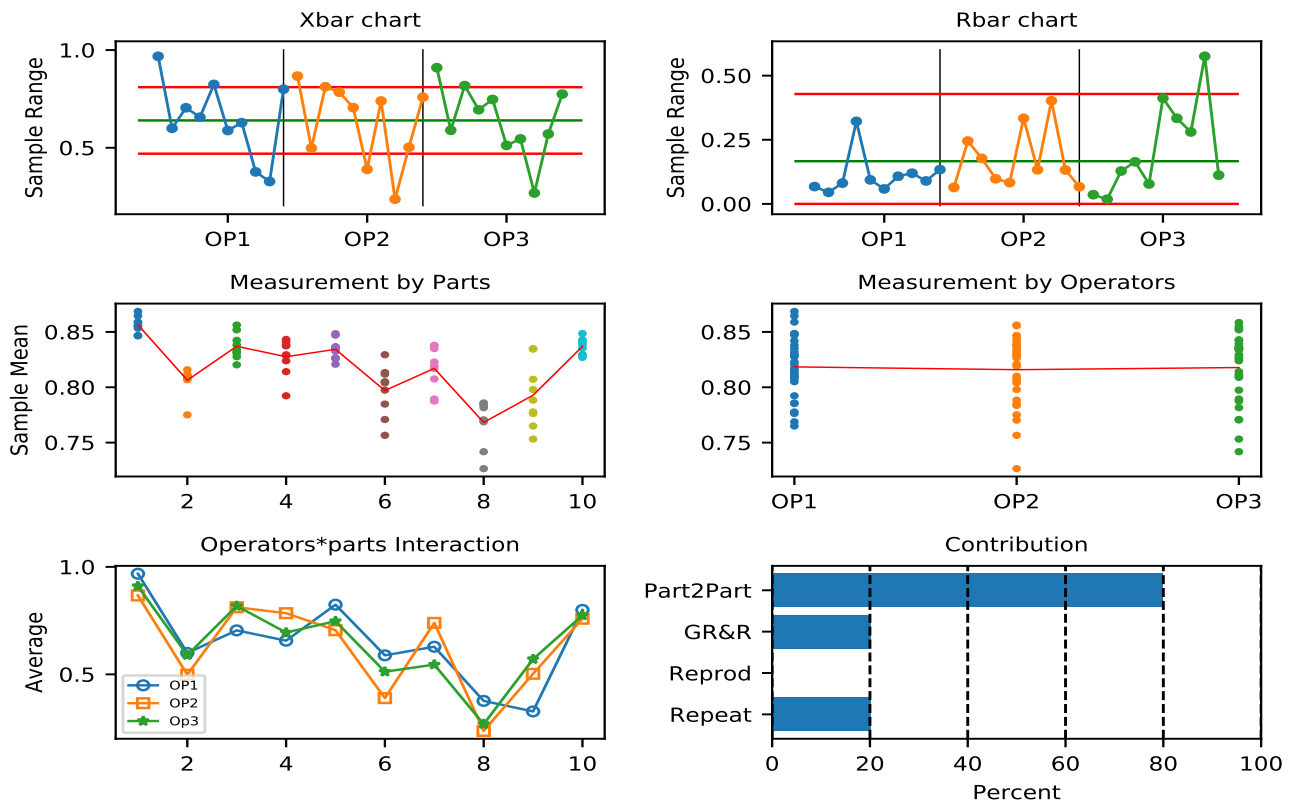 Xbar chart
Sample Range
1.0
0.5
OP1 OP2 OP3
Rbar chart
Sample Range
0.50
0.25
0.00
OP1 OP2 OP3
Measurement by Parts
Sample Mean
0.85
0.80
0.75
2 4 6 8 10
Measurement by Operators
0.85
0.80
0.75
OP1 OP2 OP3
Operators*parts Interaction
Average
1.0
0.5
OP1
OP2
Op3
2 4 6 8 10
Contribution
Part2Part
GR&R
Reprod
Repeat
0 20 40 60 80 100
Percent